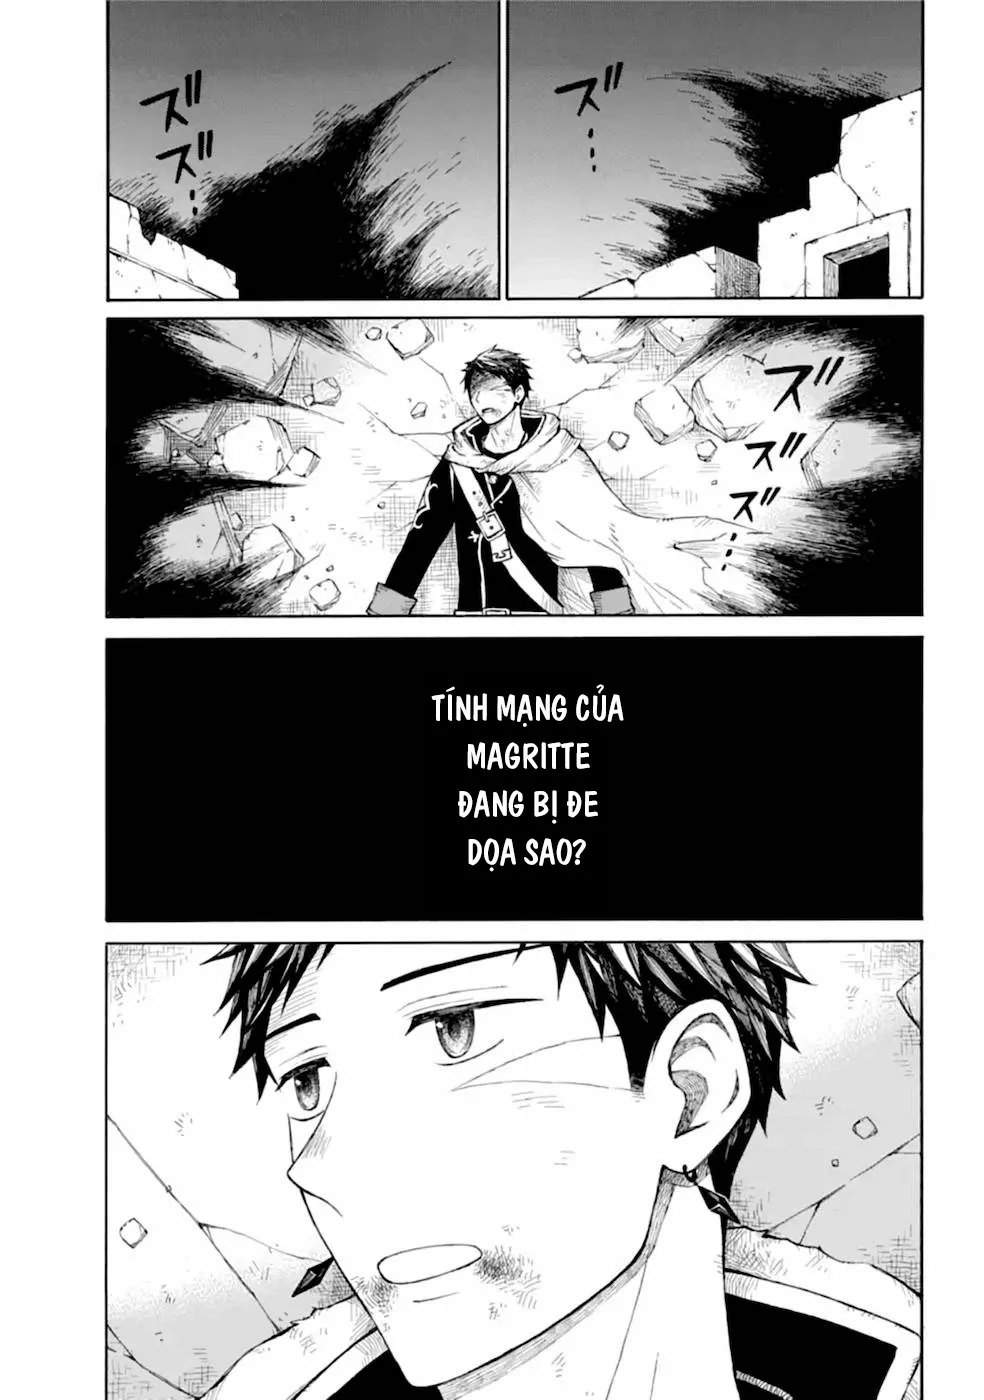 ズズ…
ズ…
ズ
ズ
ズ…
TÍNH MẠNG CỦA
MAGRITTE
ĐANG BỊ ĐE
DỌA SAO?